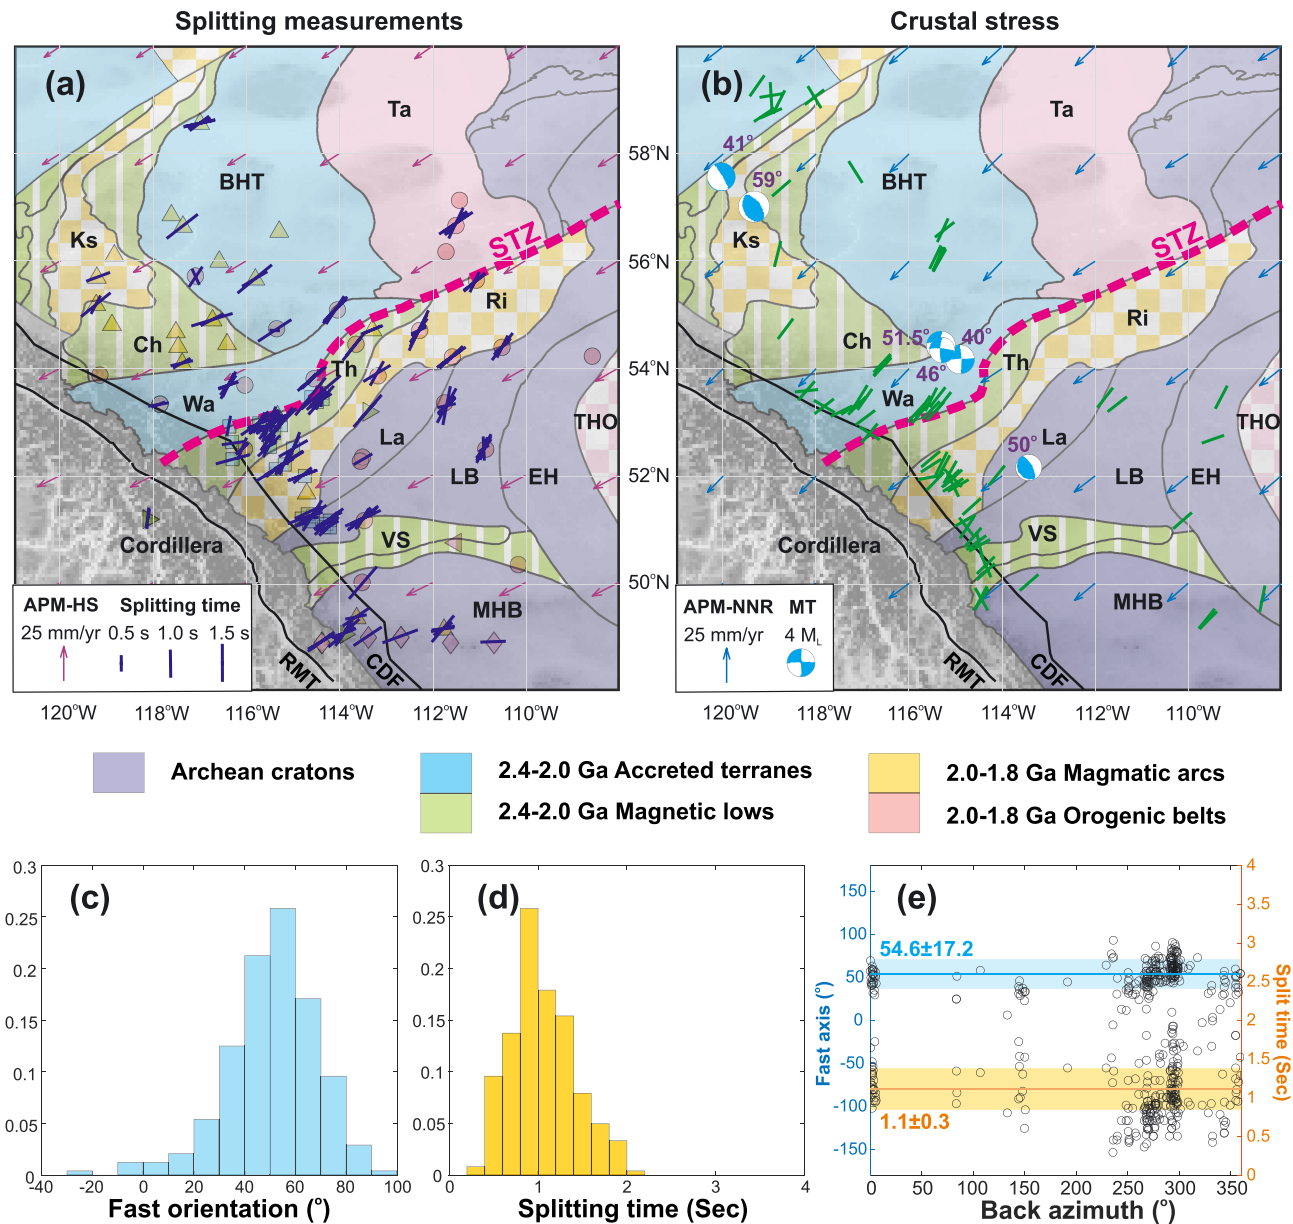 Splitting measurements
Crustal stress
(a)
Ta
BHT
STZ
Ks
Ri
Ch
Th
Wa
La
THO
LB
EH
VS
Cordillera
MHB
RMT
CDF
APM-HS
Splitting time
25 mm/yr
0.5 s
1.0 s
1.5 s
120°W
118°W
116°W
114°W
112°W
110°W
58°N
56°N
54°N
52°N
50°N
(b)
Ta
41°
BHT
59°
STZ
Ks
Ri
51.5°
40°
Ch
Th
46°
Wa
50°
La
THO
LB
EH
VS
Cordillera
MHB
RMT
CDF
APM-NNR
MT
25 mm/yr
4 ML
120°W
118°W
116°W
114°W
112°W
110°W
Archean cratons
2.4-2.0 Ga Accreted terranes
2.4-2.0 Ga Magnetic lows
2.0-1.8 Ga Magmatic arcs
2.0-1.8 Ga Orogenic belts
(c)
0.3
0.25
0.2
0.15
0.1
0.05
0
-40
-20
0
20
40
60
80
100
Fast orientation (°)
(d)
0.3
0.25
0.2
0.15
0.1
0.05
0
0
1
2
3
4
Splitting time (Sec)
(e)
150
100
50
0
-50
-100
-150
Fast axis (°)
54.6±17.2
1.1±0.3
4
3.5
3
2.5
2
1.5
1
0.5
0
Split time (Sec)
0
50
100
150
200
250
300
350
Back azimuth (°)